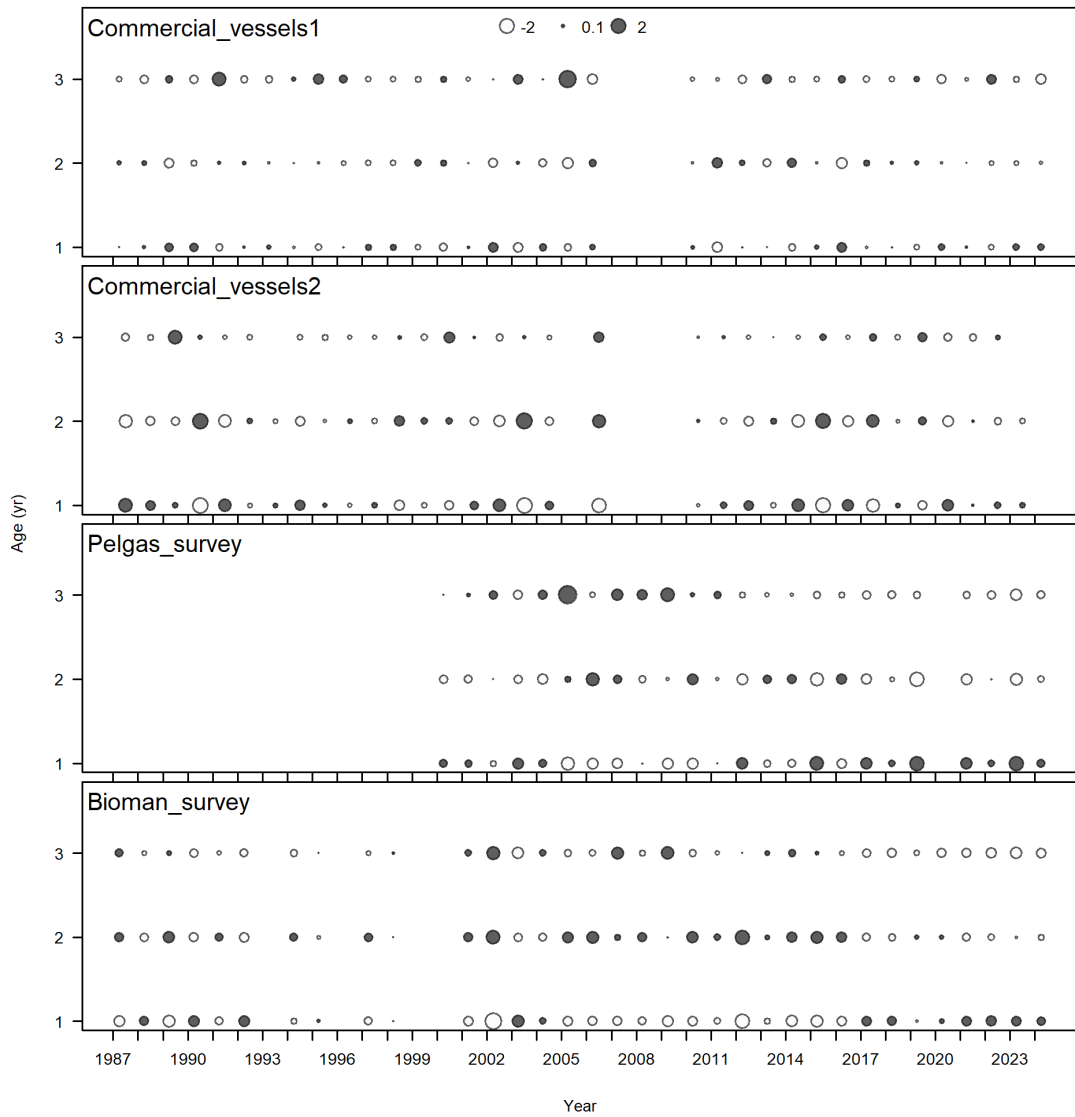 Commercial_vessels1
-2 0.1 2
3
2
1
Commercial_vessels2
3
2
1
Age (yr)
Pelgas_survey
3
2
1
Bioman_survey
3
2
1
1987 1990 1993 1996 1999 2002 2005 2008 2011 2014 2017 2020 2023
Year